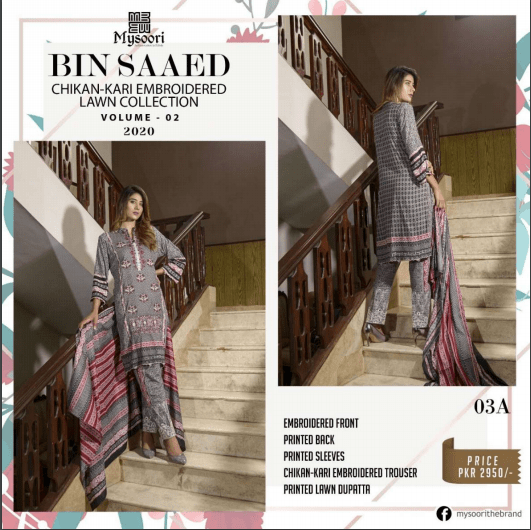 Mysoori
BIN SAAED
CHIKAN-KARI EMBROIDERED
LAWN COLLECTION
VOLUME - 02
2020
03A
EMBROIDERED FRONT
PRINTED BACK
PRINTED SLEEVES
CHIKAN-KARI EMBROIDERED TROUSER
PRINTED LAWN DUPATTA
PRICE
PKR 2950/-
mysoorithebrand